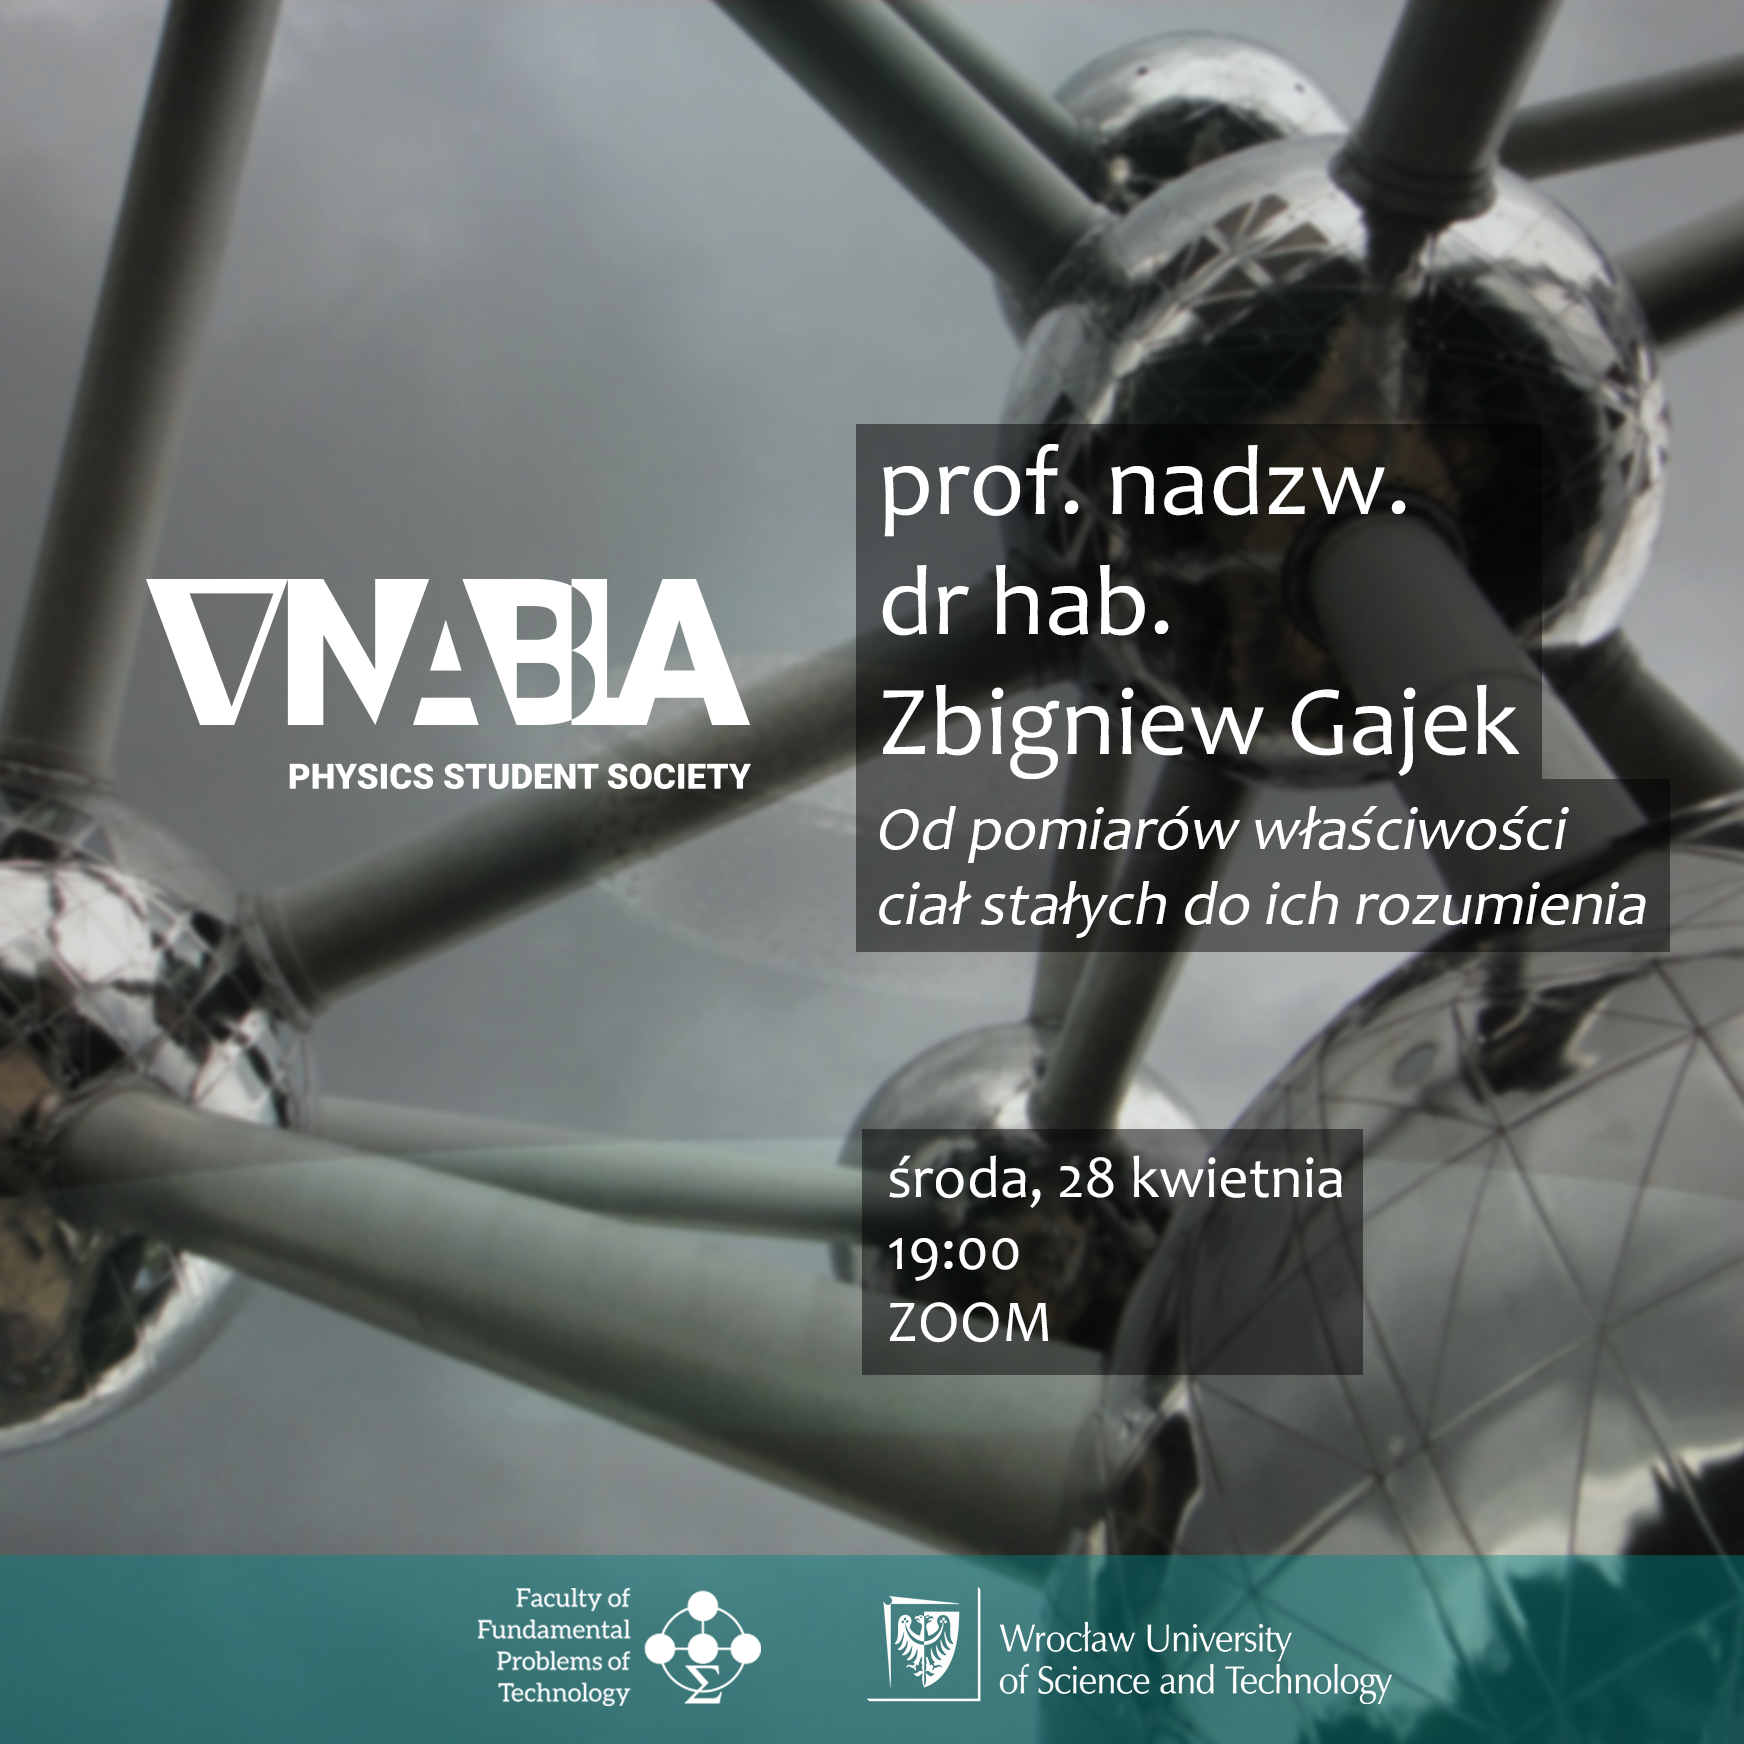 ∇NABLA
PHYSICS STUDENT SOCIETY
prof. nadzw.
dr hab.
Zbigniew Gajek
Od pomiarów właściwości
ciał stałych do ich rozumienia
środa, 28 kwietnia
19:00
ZOOM
Faculty of
Fundamental
Problems of
Technology
Σ
Wrocław University
of Science and Technology